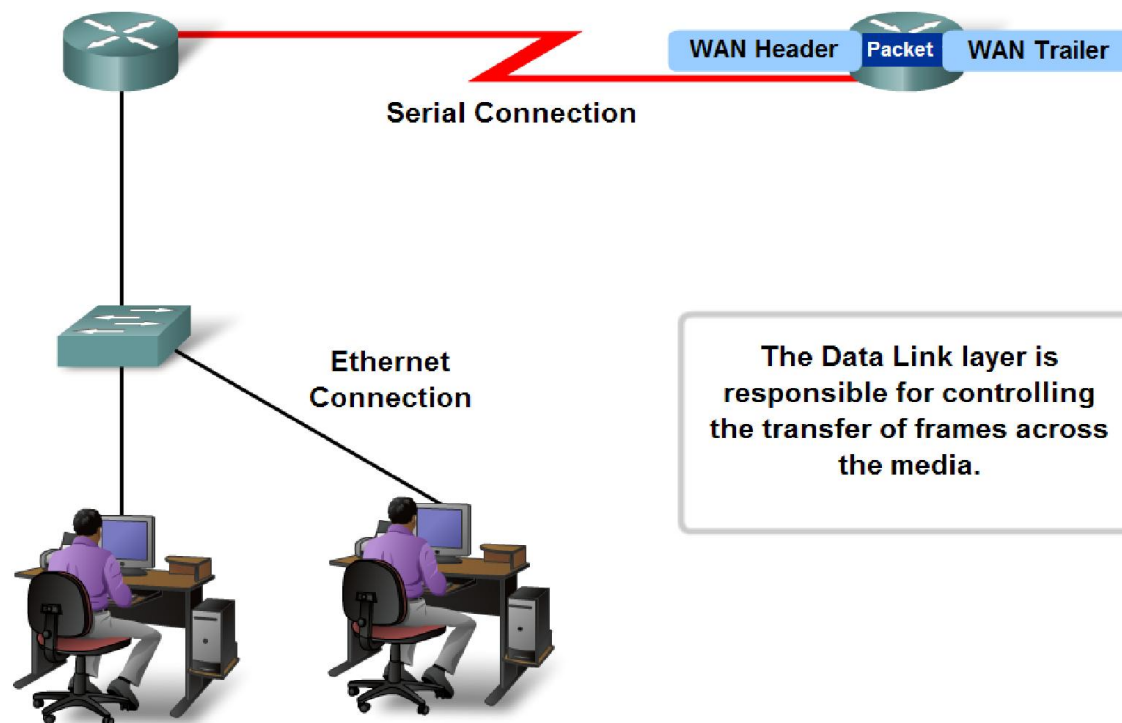 WAN Header Packet WAN Trailer
Serial Connection
Ethernet
Connection
The Data Link layer is
responsible for controlling
the transfer of frames across
the media.